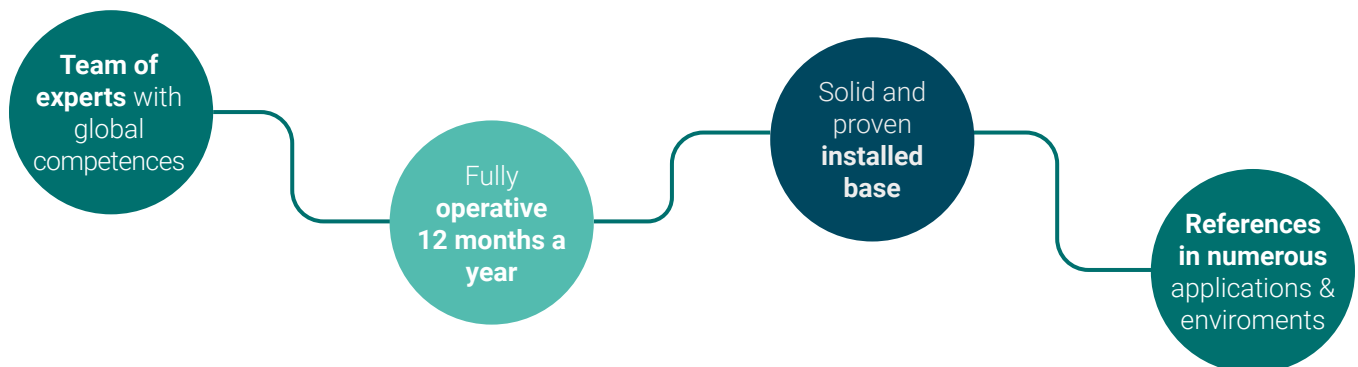 Team of
experts with
global
competences
Fully
operative
12 months a
year
Solid and
proven
installed
base
References
in numerous
applications &
enviroments